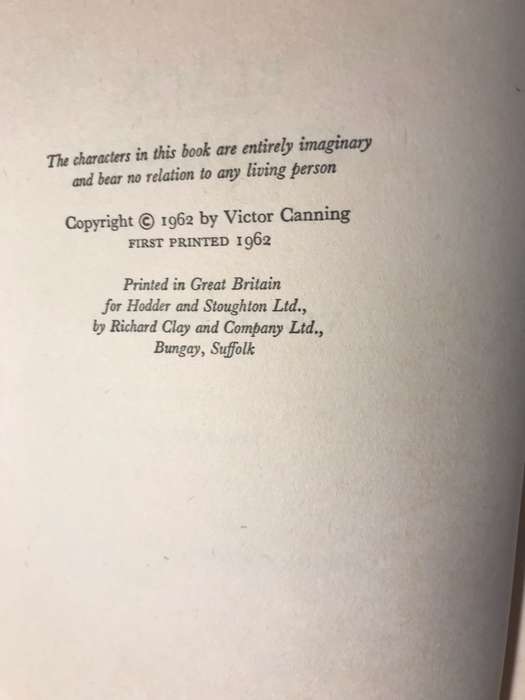 The characters in this book are entirely imaginary
and bear no relation to any living person
Copyright © 1962 by Victor Canning
FIRST PRINTED 1962
Printed in Great Britain
for Hodder and Stoughton Ltd.,
by Richard Clay and Company Ltd.,
Bungay, Suffolk